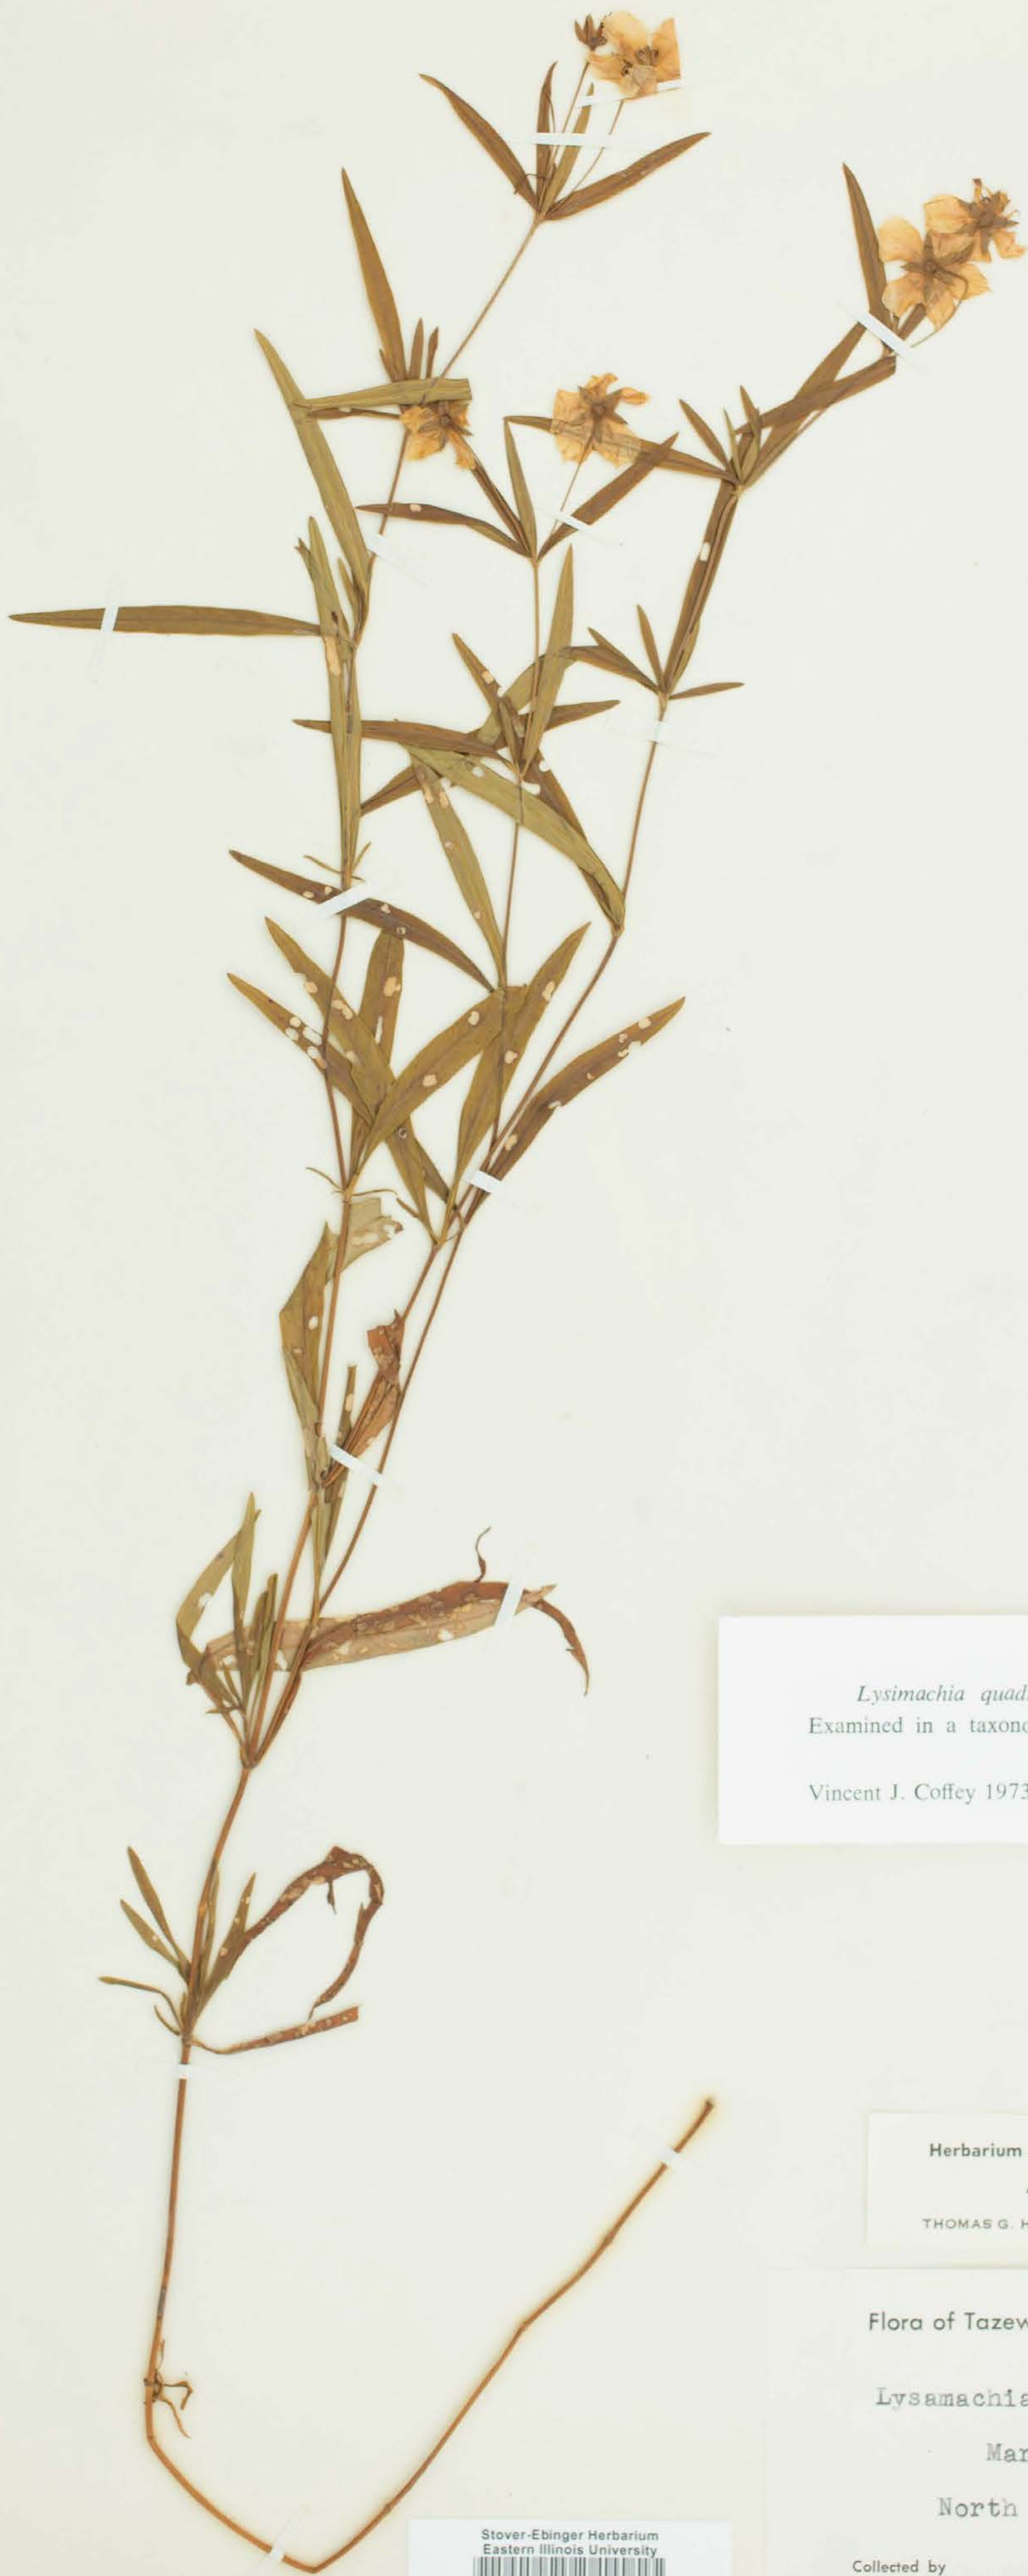 Lysimachia quad
Examined in a taxono
Vincent J. Coffey 1973
Herbarium
THOMAS G. H
Flora of Tazew
Lysamachia
Mar
North
Collected by
Stover-Ebinger Herbarium
Eastern Illinois University